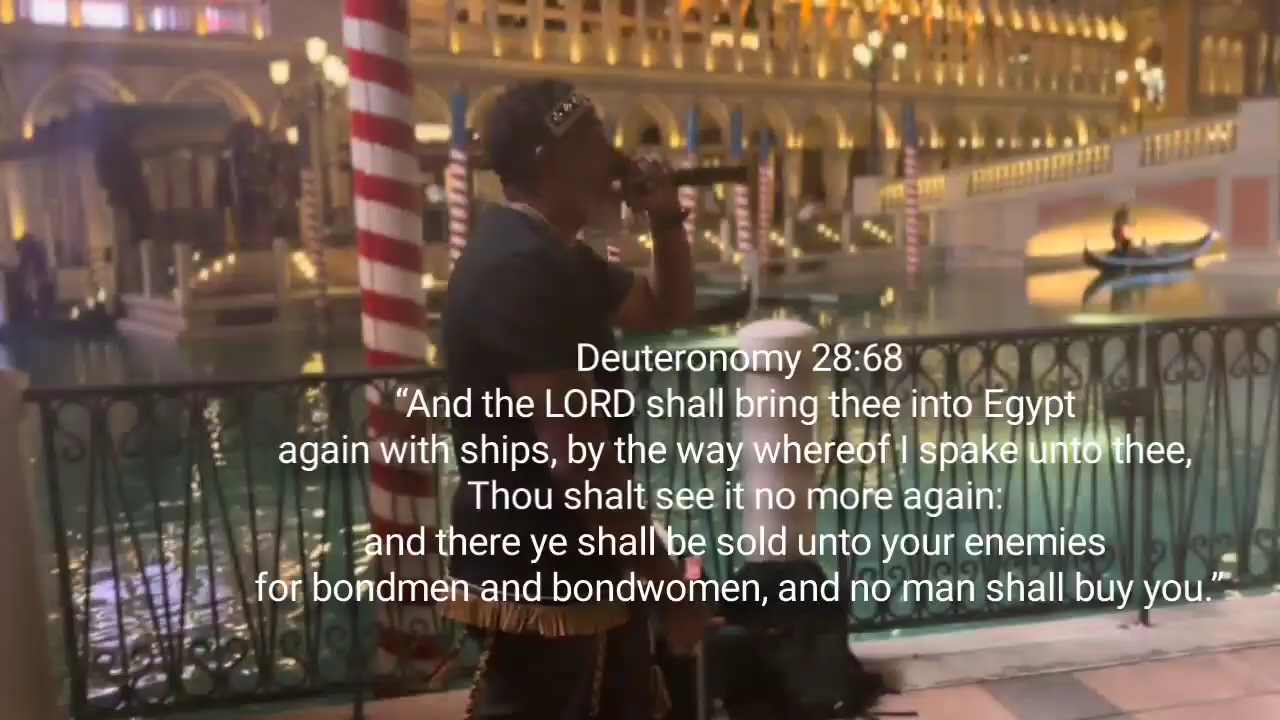 Deuteronomy 28:68
“And the LORD shall bring thee into Egypt
again with ships, by the way whereof I spake unto thee,
Thou shalt see it no more again:
and there ye shall be sold unto your enemies
for bondmen and bondwomen, and no man shall buy you.”